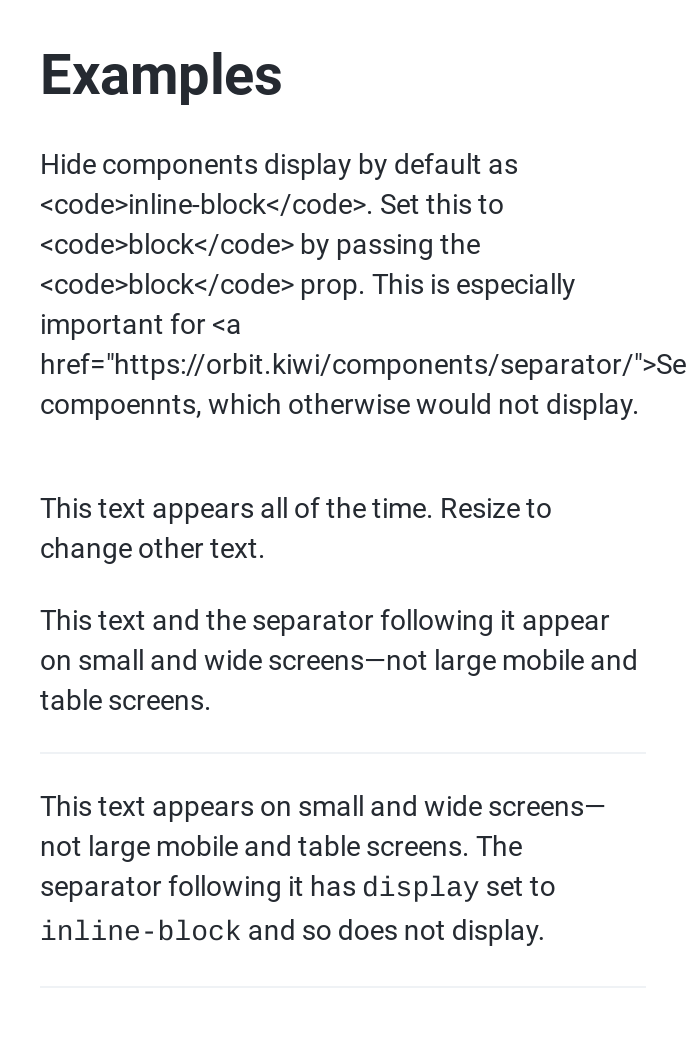 Examples
Hide components display by default as
<code>inline-block</code>. Set this to
<code>block</code> by passing the
<code>block</code> prop. This is especially
important for <a
href="https://orbit.kiwi/components/separator/">Se
compoennts, which otherwise would not display.
This text appears all of the time. Resize to
change other text.
This text and the separator following it appear
on small and wide screens—not large mobile and
table screens.
This text appears on small and wide screens—
not large mobile and table screens. The
separator following it has display set to
inline-block and so does not display.